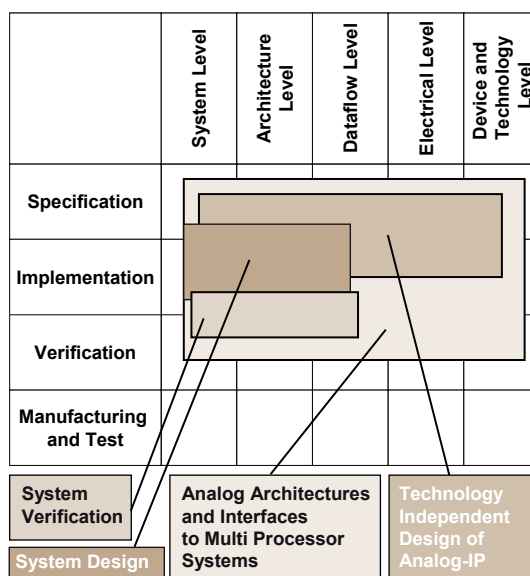 System Level
Architecture
Level
Dataflow Level
Electrical Level
Device and
Technology
Level
Specification
Implementation
Verification
Manufacturing
and Test
System
Verification
System Design
Analog Architectures
and Interfaces
to Multi Processor
Systems
Technology
Independent
Design of
Analog-IP